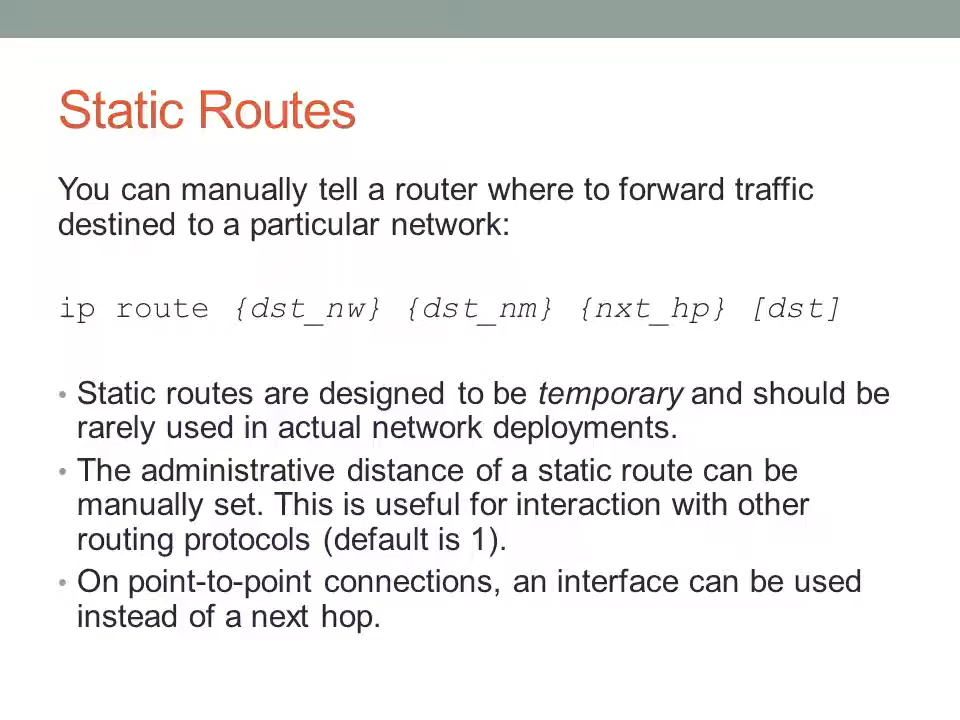 Static Routes
You can manually tell a router where to forward traffic
destined to a particular network:
ip route {dst_nw} {dst_nm} {nxt_hp} [dst]
• Static routes are designed to be temporary and should be
rarely used in actual network deployments.
• The administrative distance of a static route can be
manually set. This is useful for interaction with other
routing protocols (default is 1).
• On point-to-point connections, an interface can be used
instead of a next hop.